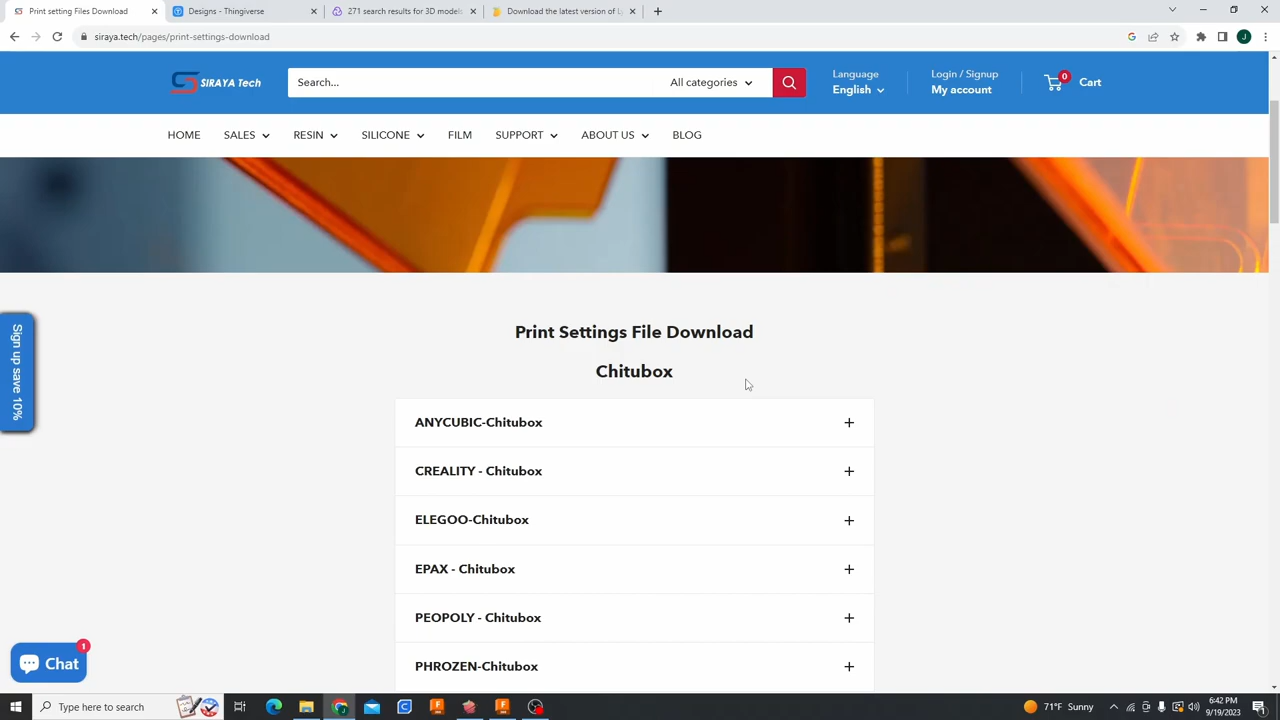 Print setting Files Download
Designs - Thingiverse
271 search results for 3D models
Download the latest version of Ly
siraya.tech/pages/print-settings-download
J
SIRAYA Tech
Search...
All categories
Language
English
Login / Signup
My account
0
Cart
HOME
SALES
RESIN
SILICONE
FILM
SUPPORT
ABOUT US
BLOG
Sign up save 10%
Print Settings File Download
Chitubox
ANYCUBIC-Chitubox
CREALITY - Chitubox
ELEGOO-Chitubox
EPAX - Chitubox
PEOPOLY - Chitubox
PHROZEN-Chitubox
1
Chat
Type here to search
71°F Sunny
6:42 PM
9/19/2023
1